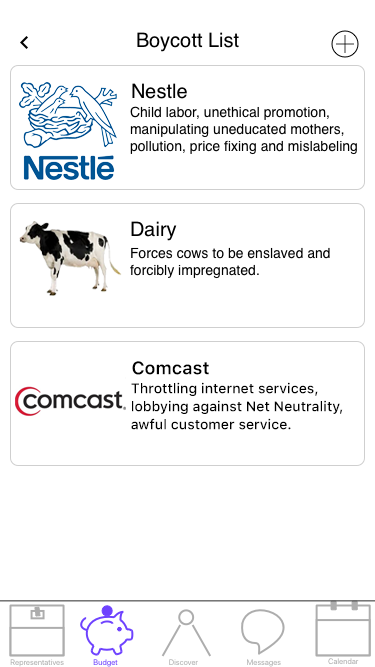 Boycott List
Nestle
Child labor, unethical promotion,
manipulating uneducated mothers,
pollution, price fixing and mislabeling
Nestlé
Dairy
Forces cows to be enslaved and
forcibly impregnated.
Comcast
Throttling internet services,
comcast.
lobbying against Net Neutrality,
awful customer service.
Representatives
Budget
Discover
Messages
Calendar